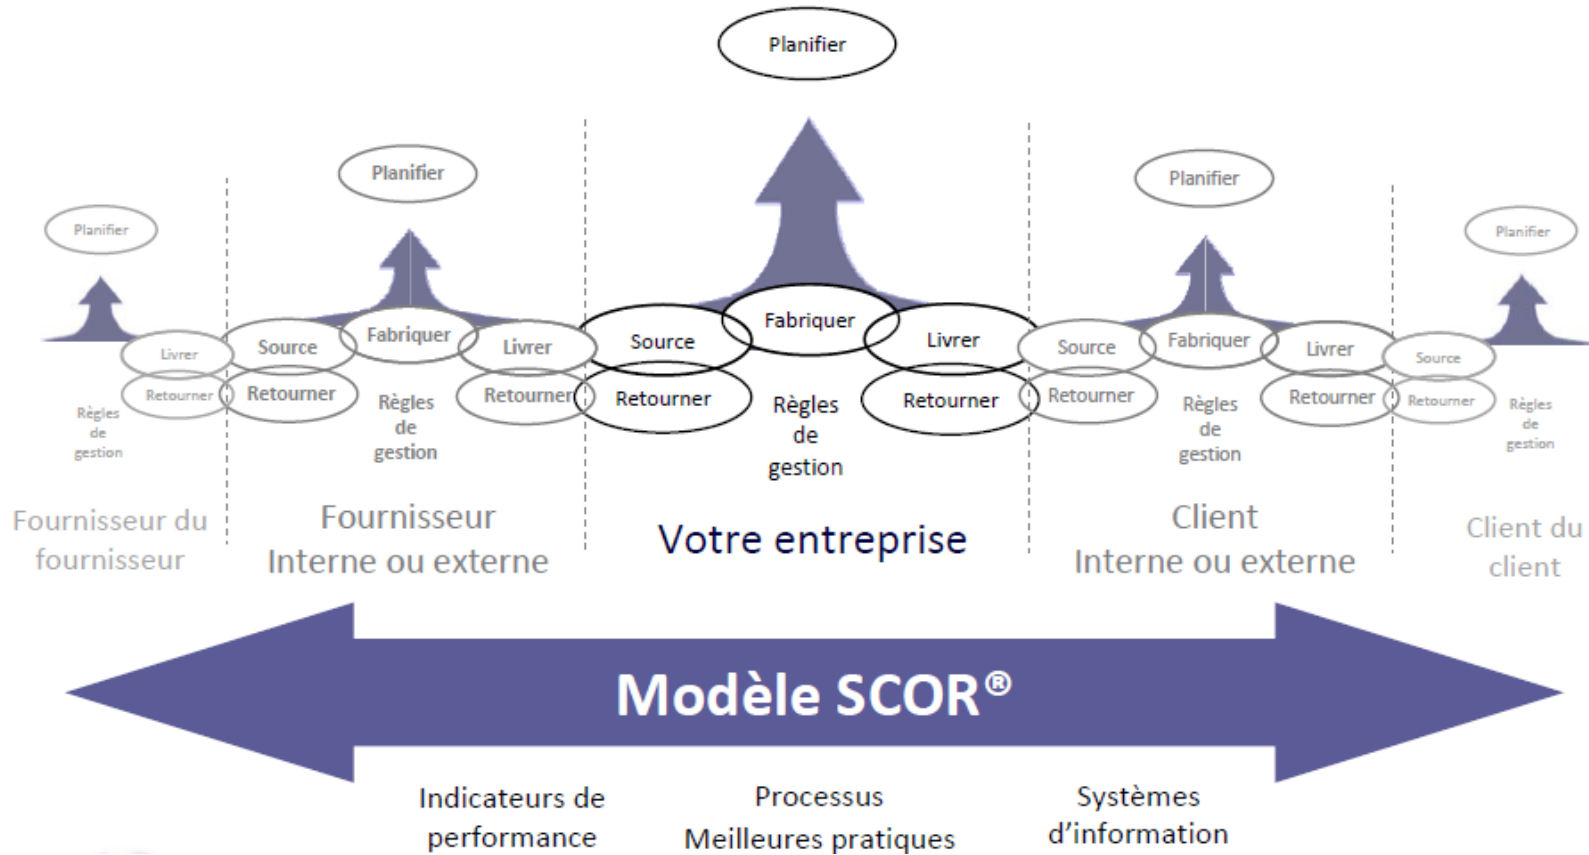 Planifier
Planifier
Planifier
Planifier
Planifier
Livrer
Retourner
Règles
de
gestion
Source
Fabriquer
Livrer
Retourner
Retourner
Règles
de
gestion
Source
Fabriquer
Livrer
Retourner
Retourner
Règles
de
gestion
Source
Fabriquer
Livrer
Retourner
Retourner
Règles
de
gestion
Source
Retourner
Règles
de
gestion
Fournisseur du
fournisseur
Fournisseur
Interne ou externe
Votre entreprise
Client
Interne ou externe
Client du
client
Modèle SCOR®
Indicateurs de
performance
Processus
Meilleures pratiques
Systèmes
d’information